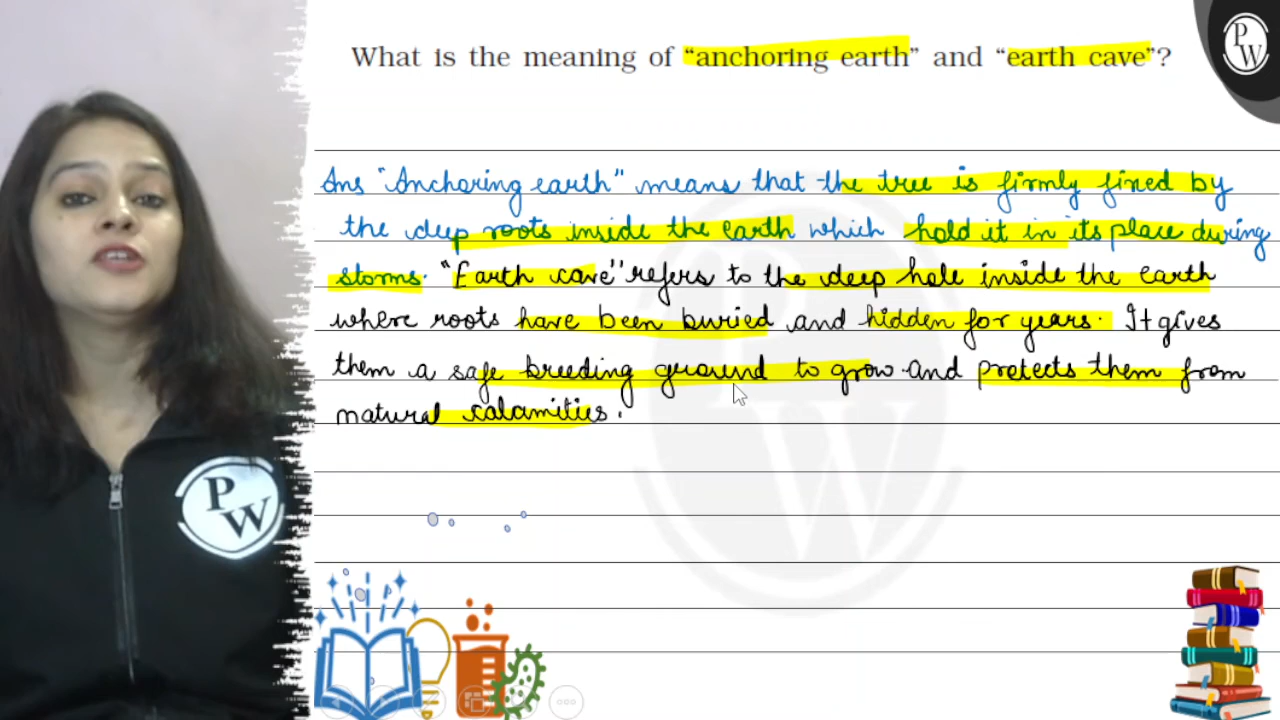 What is the meaning of “anchoring earth” and “earth cave”?
Ans "Anchoring earth" means that the tree is firmly fixed by
the deep roots inside the earth which hold it in its place during
storms. "Earth cave" refers to the deep hole inside the earth
where roots have been buried and hidden for years. It gives
them a safe breeding ground to grow and protects them from
natural calamities.
PW
PW